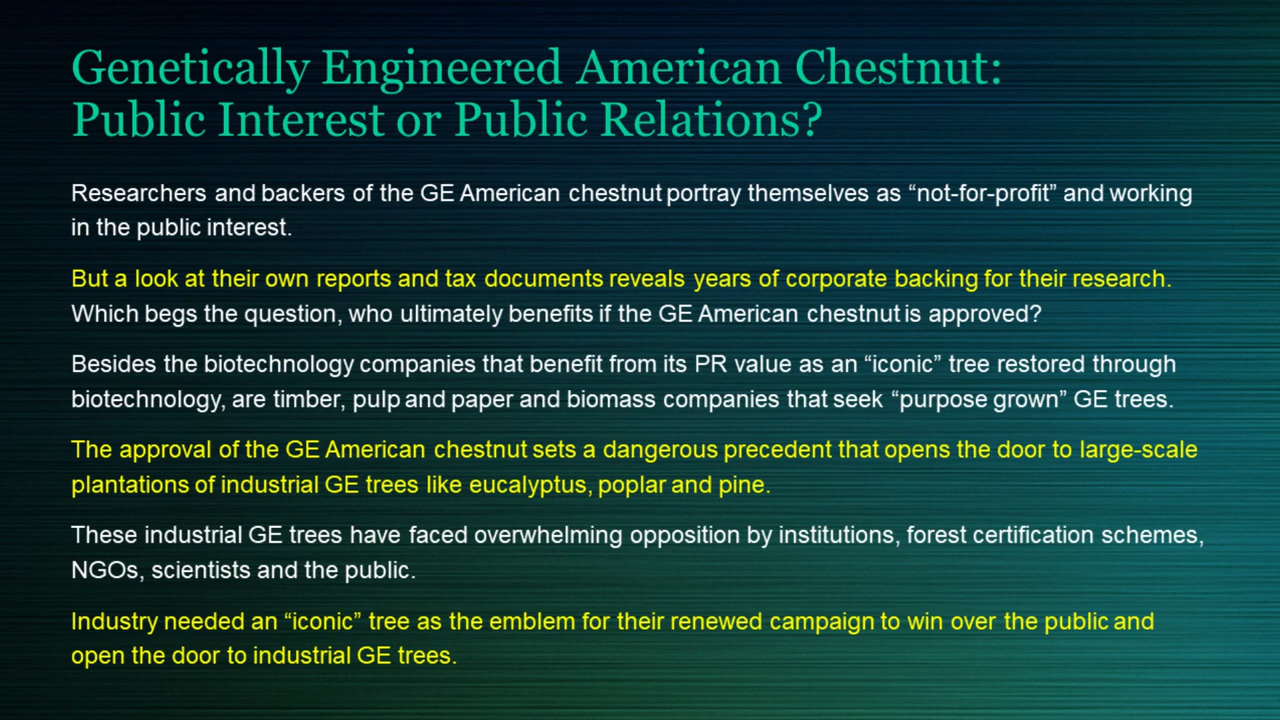 Genetically Engineered American Chestnut:
Public Interest or Public Relations?
Researchers and backers of the GE American chestnut portray themselves as “not-for-profit” and working
in the public interest.
But a look at their own reports and tax documents reveals years of corporate backing for their research.
Which begs the question, who ultimately benefits if the GE American chestnut is approved?
Besides the biotechnology companies that benefit from its PR value as an “iconic” tree restored through
biotechnology, are timber, pulp and paper and biomass companies that seek “purpose grown” GE trees.
The approval of the GE American chestnut sets a dangerous precedent that opens the door to large-scale
plantations of industrial GE trees like eucalyptus, poplar and pine.
These industrial GE trees have faced overwhelming opposition by institutions, forest certification schemes,
NGOs, scientists and the public.
Industry needed an “iconic” tree as the emblem for their renewed campaign to win over the public and
open the door to industrial GE trees.